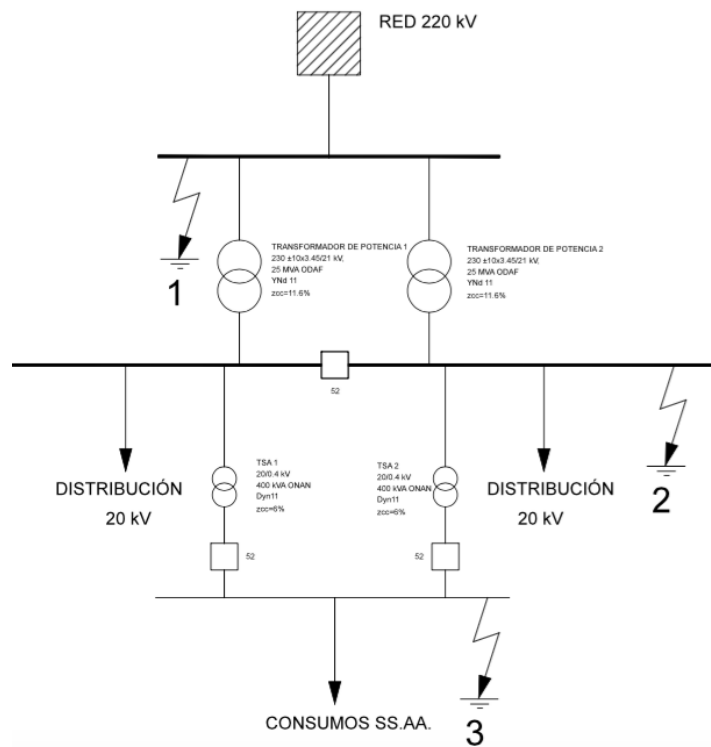 RED 220 kV
1
TRANSFORMADOR DE POTENCIA 1
230 ±10x3.45/21 kV,
25 MVA ODAF
YNd 11
zcc=11.6%
TRANSFORMADOR DE POTENCIA 2
230 ±10x3.45/21 kV,
25 MVA ODAF
YNd 11
zcc=11.6%
52
DISTRIBUCIÓN
20 kV
TSA 1
20/0.4 kV
400 kVA ONAN
Dyn11
zcc=6%
TSA 2
20/0.4 kV
400 kVA ONAN
Dyn11
zcc=6%
DISTRIBUCIÓN
20 kV
2
52
52
CONSUMOS SS.AA.
3